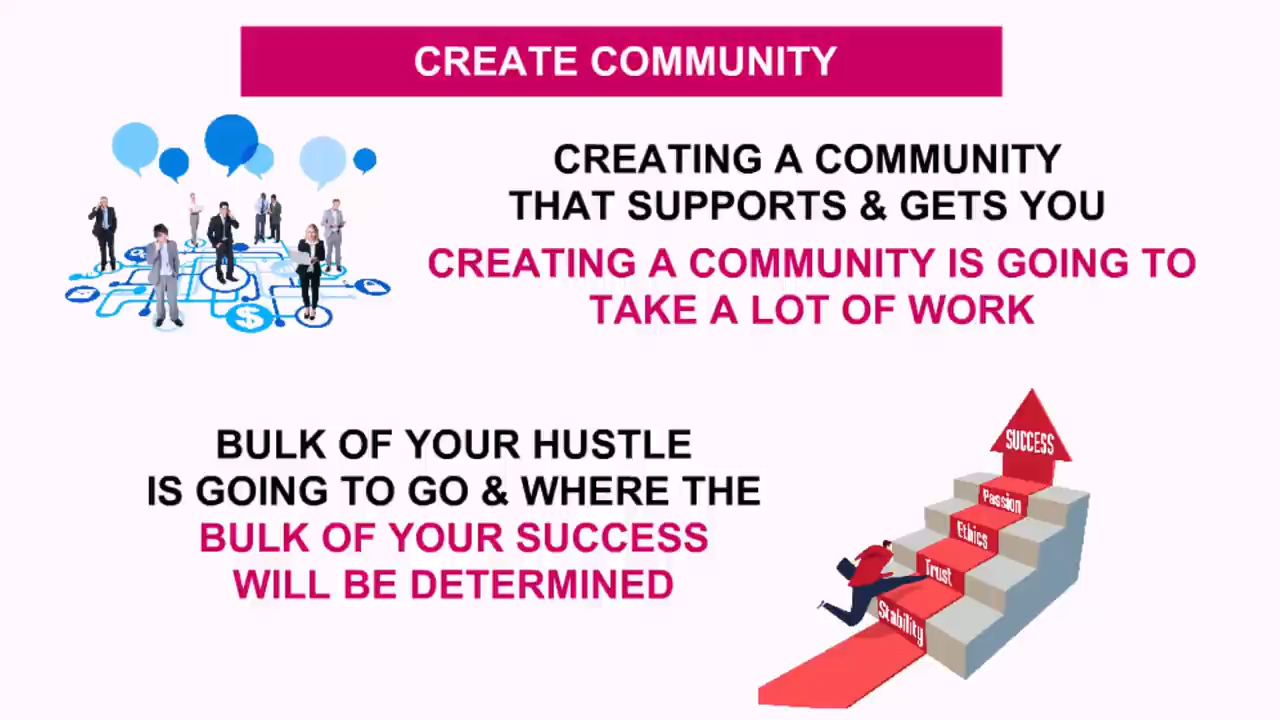 CREATE COMMUNITY
CREATING A COMMUNITY
THAT SUPPORTS & GETS YOU
CREATING A COMMUNITY IS GOING TO
TAKE A LOT OF WORK
BULK OF YOUR HUSTLE
IS GOING TO GO & WHERE THE
BULK OF YOUR SUCCESS
WILL BE DETERMINED
SUCCESS
Passion
Ethics
Trust
Stability
$